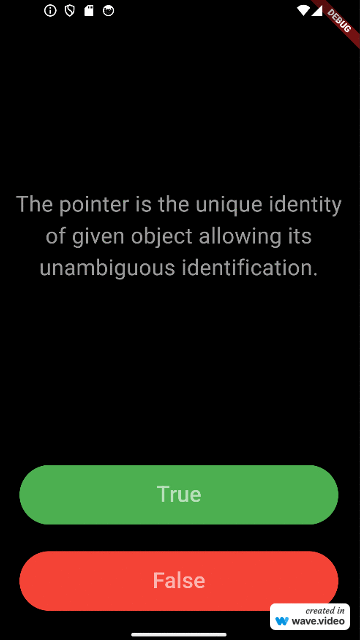 DEBUG
The pointer is the unique identity
of given object allowing its
unambiguous identification.
True
False
created in
wave.video